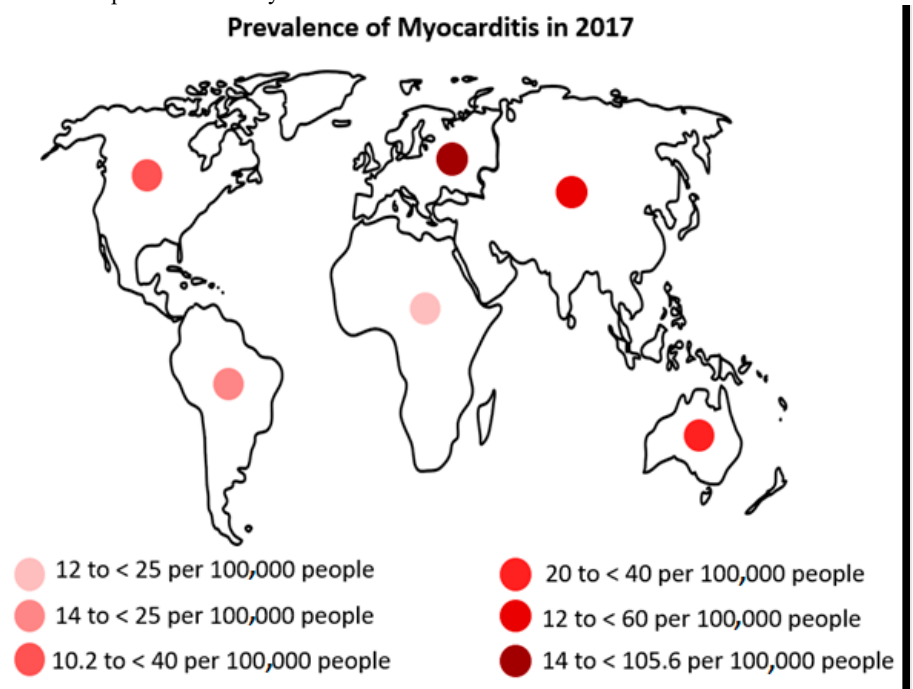 Prevalence of Myocarditis in 2017
12 to < 25 per 100,000 people
14 to < 25 per 100,000 people
10.2 to < 40 per 100,000 people
20 to < 40 per 100,000 people
12 to < 60 per 100,000 people
14 to < 105.6 per 100,000 people